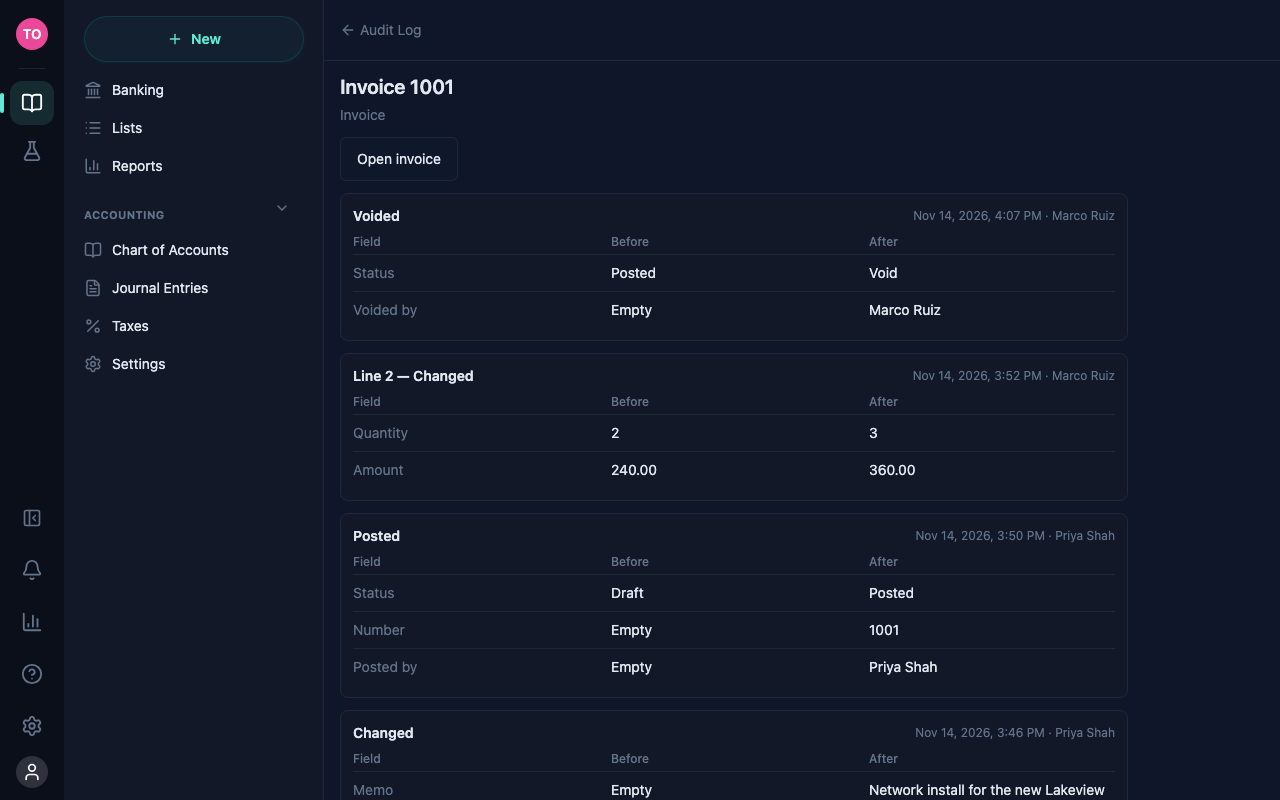 TO
New
Banking
Lists
Reports
ACCOUNTING
Chart of Accounts
Journal Entries
Taxes
Settings
Audit Log
Invoice 1001
Invoice
Open invoice
Voided Nov 14, 2026, 4:07 PM · Marco Ruiz
Field Before After
Status Posted Void
Voided by Empty Marco Ruiz
Line 2 — Changed Nov 14, 2026, 3:52 PM · Marco Ruiz
Field Before After
Quantity 2 3
Amount 240.00 360.00
Posted Nov 14, 2026, 3:50 PM · Priya Shah
Field Before After
Status Draft Posted
Number Empty 1001
Posted by Empty Priya Shah
Changed Nov 14, 2026, 3:46 PM · Priya Shah
Field Before After
Memo Empty Network install for the new Lakeview